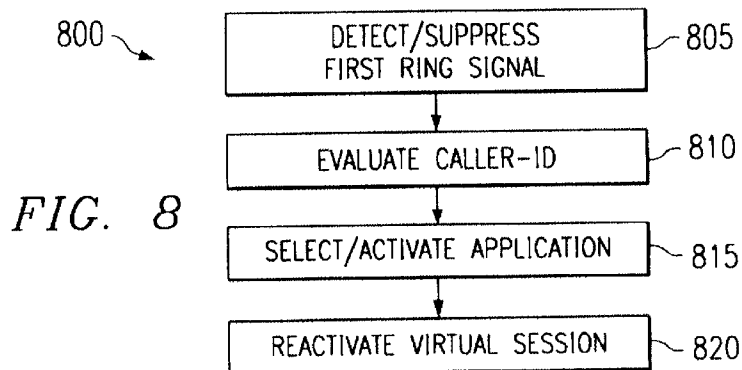 800
DETECT/SUPPRESS
FIRST RING SIGNAL
805
EVALUATE CALLER-ID
810
FIG. 8
SELECT/ACTIVATE APPLICATION
815
REACTIVATE VIRTUAL SESSION
820